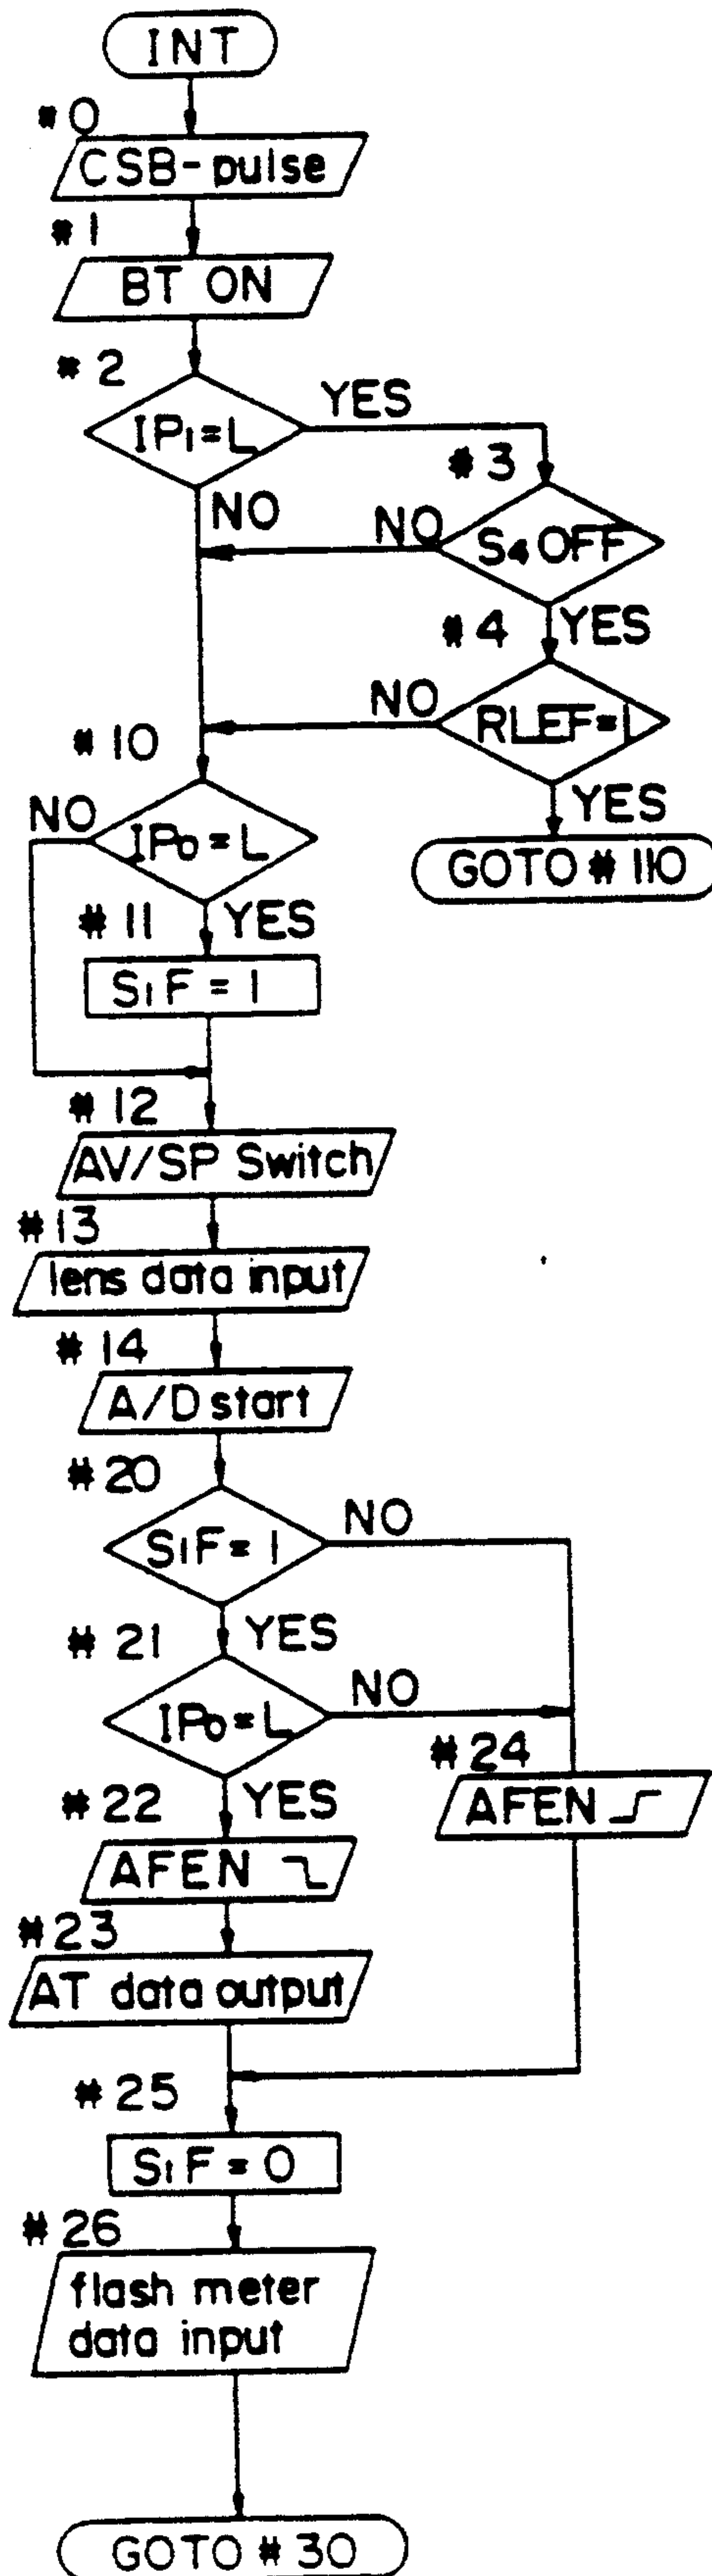 INT
#0
CSB-pulse
#1
BT ON
#2
IP₁=L
YES
NO
#3
S₄ OFF
NO
YES
#4
RLEF=1
NO
YES
GOTO #110
#10
IP₀=L
NO
YES
#11
S₁F=1
#12
AV/SP Switch
#13
lens data input
#14
A/D start
#20
S₁F=1
NO
YES
#21
IP₀=L
NO
YES
#22
AFEN
#23
AT data output
#24
AFEN
#25
S₁F=0
#26
flash meter
data input
GOTO #30